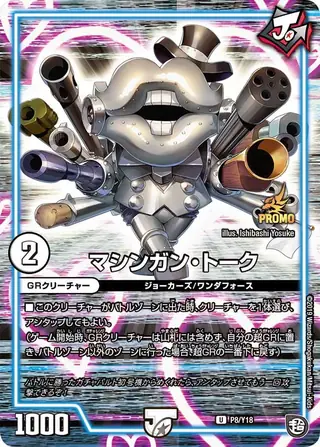 J
PROMO
illus. Ishibashi Yosuke
2
マシンガン・トーク
GRクリーチャー
ジョーカーズ/ワンダフォース
■このクリーチャーがバトルゾーンに出た時、クリーチャーを1体選び、
アンタップしてもよい。
(ゲーム開始時、GRクリーチャーは山札には含めず、自分の超GRに置
き、バトルゾーン以外のゾーンに行った場合、超GRの一番下に戻す)
1000
U
P8/Y18
超